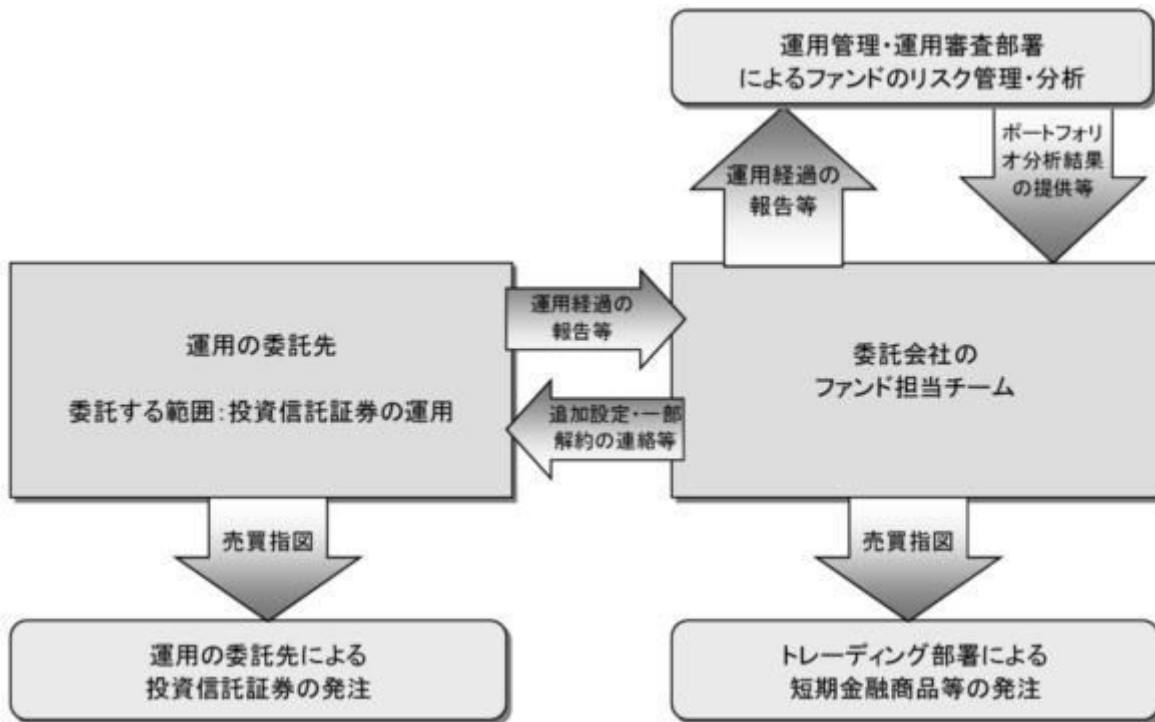 運用管理・運用審査部署
によるファンドのリスク管理・分析
運用経過の
報告等
ポートフォリ
オ分析結果
の提供等
運用の委託先
委託する範囲:投資信託証券の運用
運用経過の
報告等
追加設定・一部
解約の連絡等
委託会社の
ファンド担当チーム
売買指図
売買指図
運用の委託先による
投資信託証券の発注
トレーディング部署による
短期金融商品等の発注